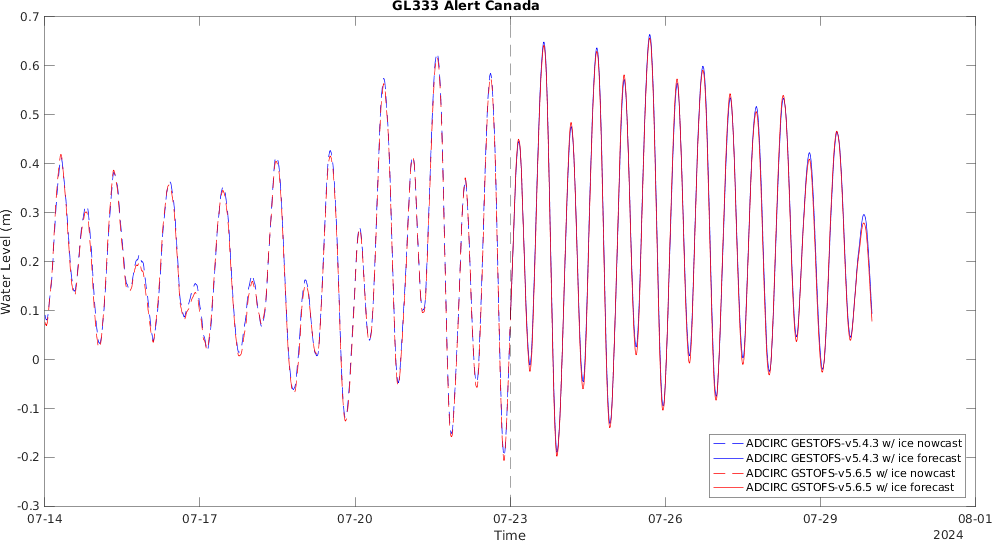 GL333 Alert Canada
0.7
0.6
0.5
0.4
0.3
0.2
0.1
0
-0.1
-0.2
-0.3
Water Level (m)
ADCIRC GESTOFS-v5.4.3 w/ ice nowcast
ADCIRC GESTOFS-v5.4.3 w/ ice forecast
ADCIRC GSTOFS-v5.6.5 w/ ice nowcast
ADCIRC GSTOFS-v5.6.5 w/ ice forecast
07-14 07-17 07-20 07-23 07-26 07-29 08-01
Time
2024